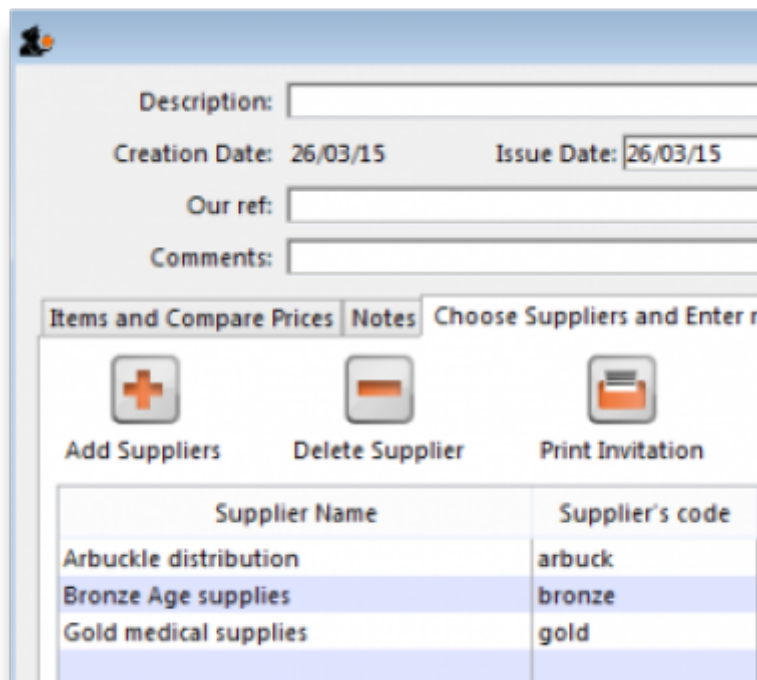 Description:
Creation Date: 26/03/15 Issue Date: 26/03/15
Our ref:
Comments:
Items and Compare Prices Notes Choose Suppliers and Enter
Add Suppliers Delete Supplier Print Invitation
Supplier Name Supplier's code
Arbuckle distribution arbuck
Bronze Age supplies bronze
Gold medical supplies gold